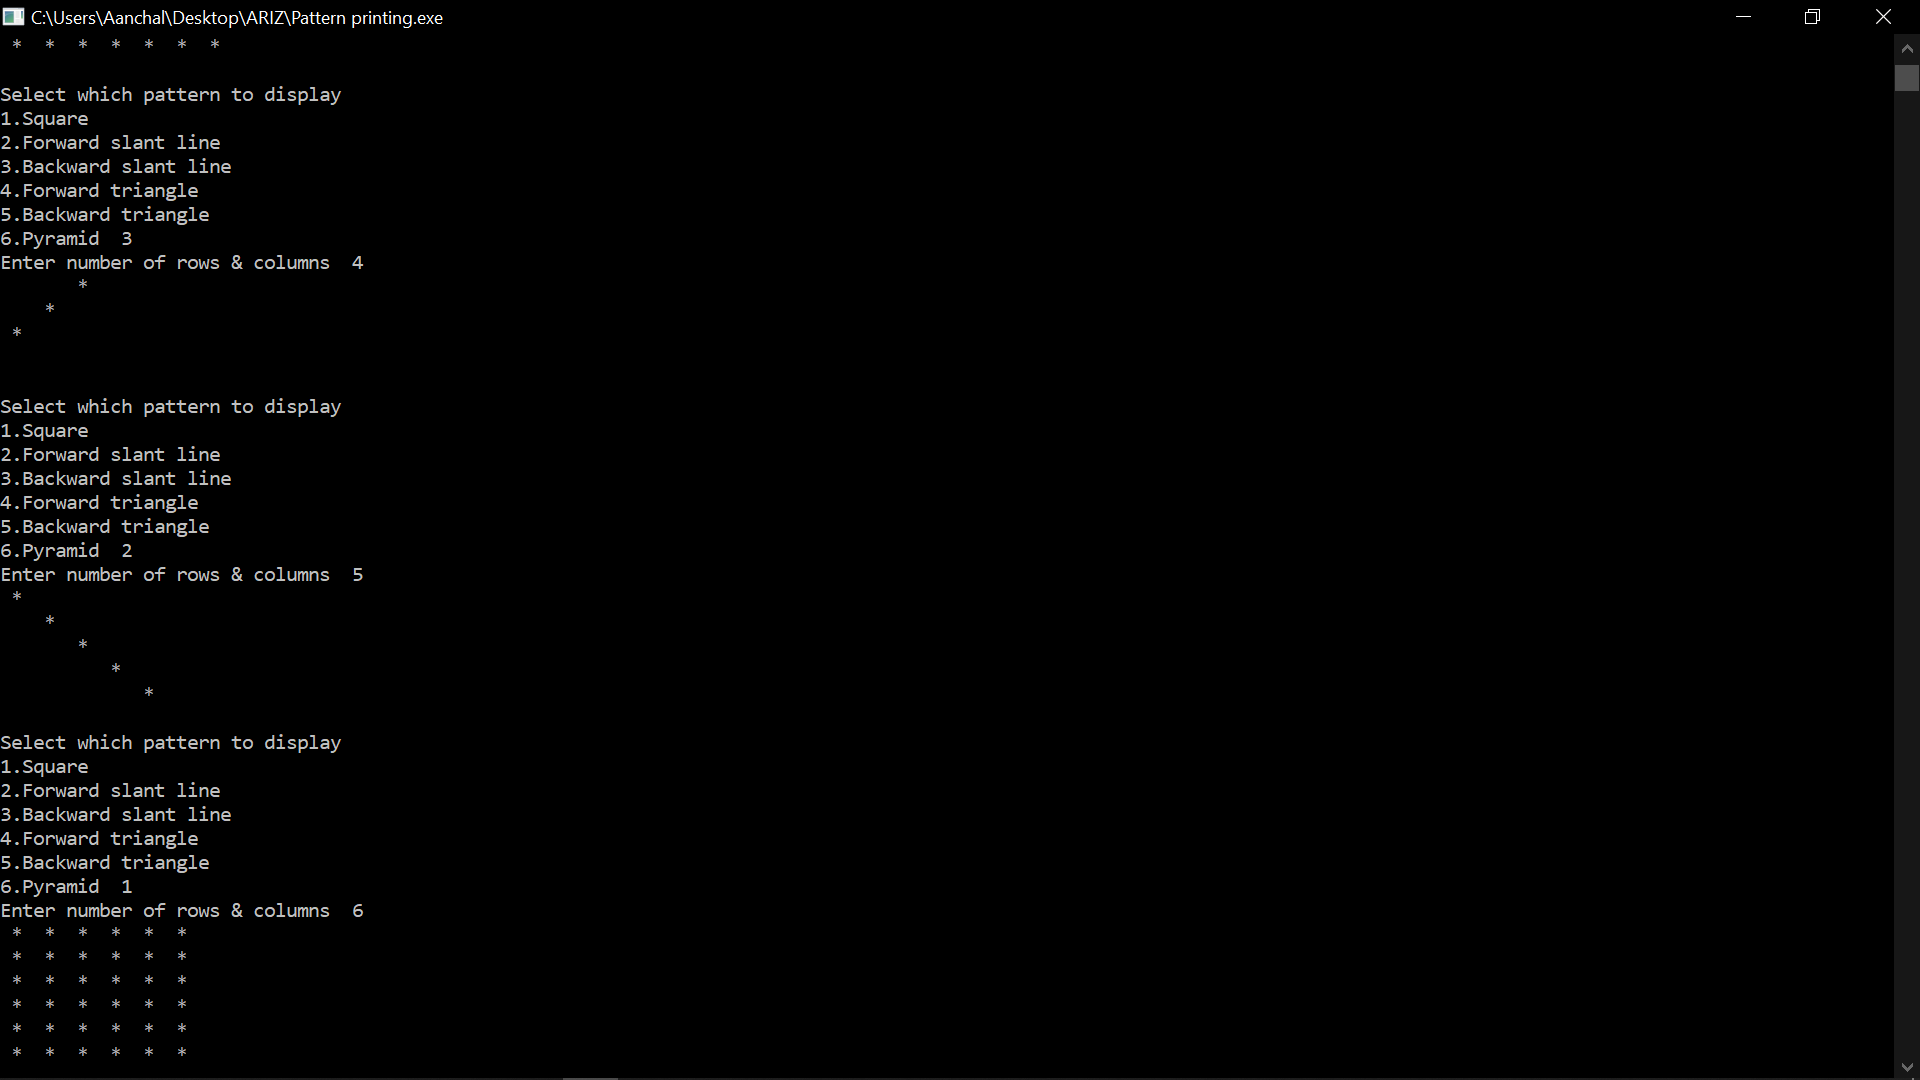 C:\Users\Aanchal\Desktop\ARIZ\Pattern printing.exe
 *  *  *  *  *  *  *

Select which pattern to display
1.Square
2.Forward slant line
3.Backward slant line
4.Forward triangle
5.Backward triangle
6.Pyramid  3
Enter number of rows & columns  4
       *
    *
 *

Select which pattern to display
1.Square
2.Forward slant line
3.Backward slant line
4.Forward triangle
5.Backward triangle
6.Pyramid  2
Enter number of rows & columns  5
 *
    *
       *
          *
             *

Select which pattern to display
1.Square
2.Forward slant line
3.Backward slant line
4.Forward triangle
5.Backward triangle
6.Pyramid  1
Enter number of rows & columns  6
 *  *  *  *  *  *
 *  *  *  *  *  *
 *  *  *  *  *  *
 *  *  *  *  *  *
 *  *  *  *  *  *
 *  *  *  *  *  *